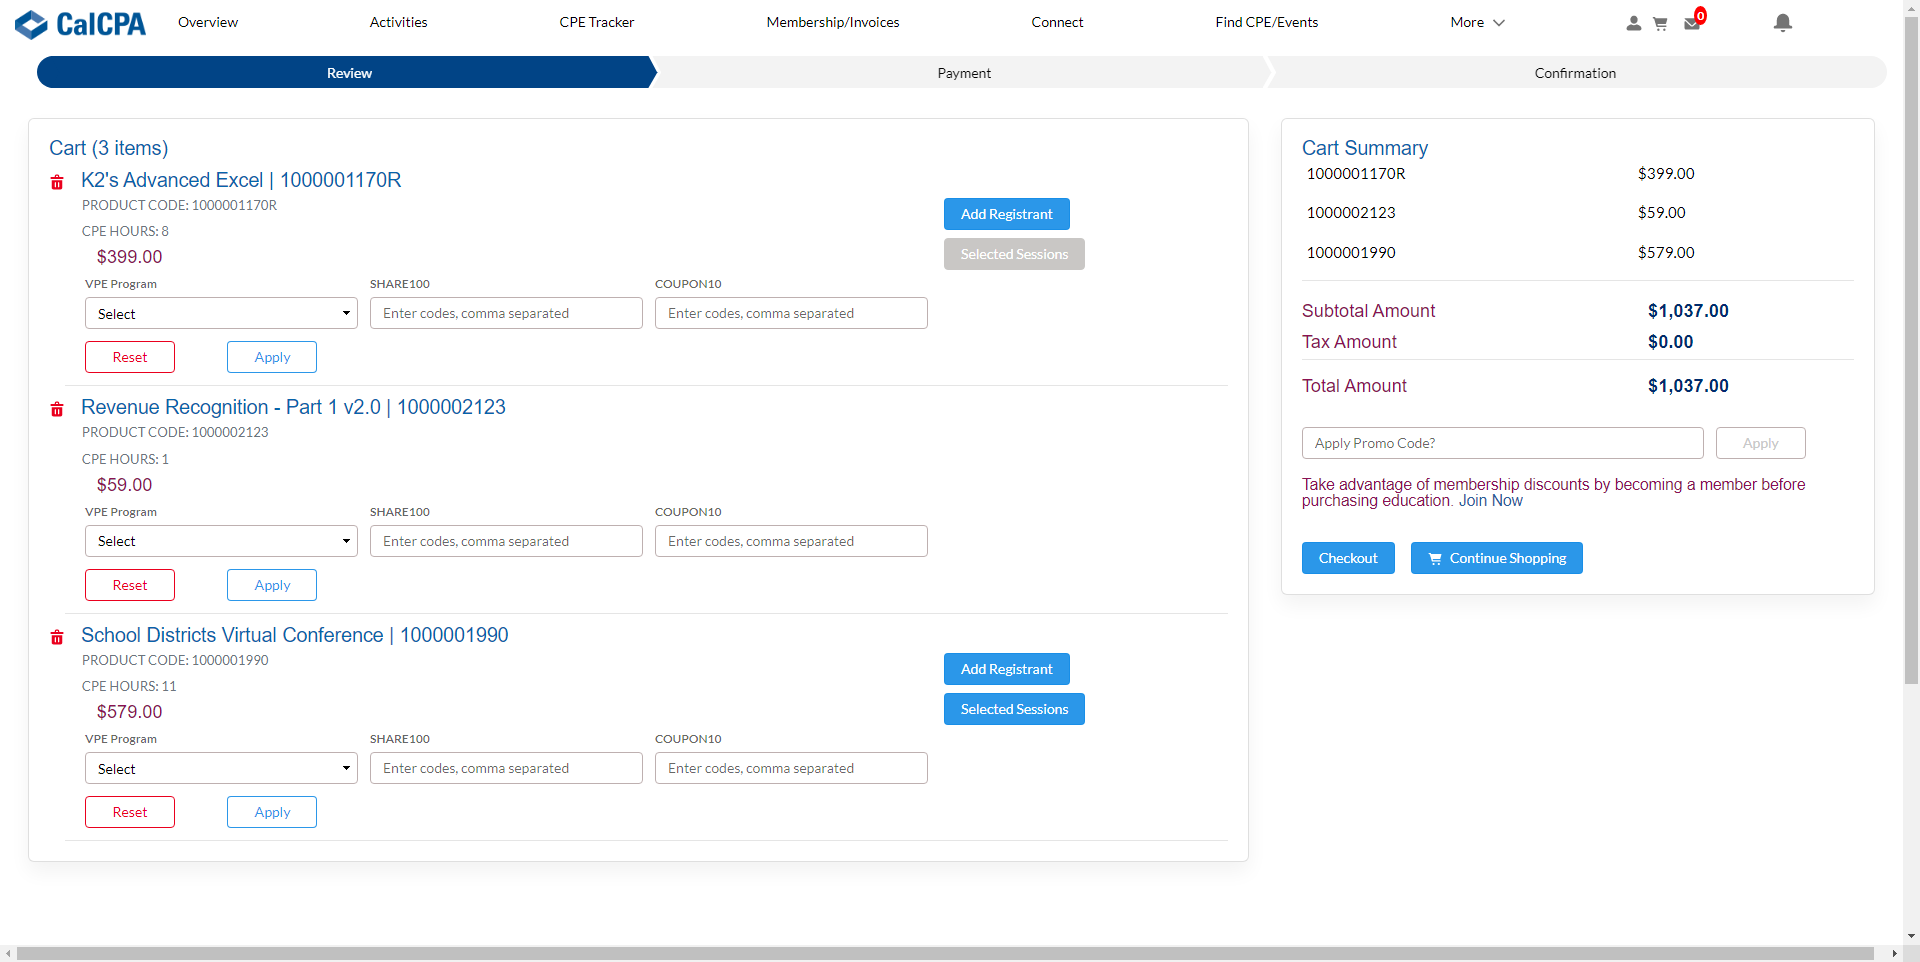 CalCPA
Overview
Activities
CPE Tracker
Membership/Invoices
Connect
Find CPE/Events
More
0
Review
Payment
Confirmation
Cart (3 items)
K2's Advanced Excel | 1000001170R
PRODUCT CODE: 1000001170R
CPE HOURS: 8
$399.00
Add Registrant
Selected Sessions
VPE Program
SHARE100
COUPON10
Select
Enter codes, comma separated
Enter codes, comma separated
Reset
Apply
Revenue Recognition - Part 1 v2.0 | 1000002123
PRODUCT CODE: 1000002123
CPE HOURS: 1
$59.00
VPE Program
SHARE100
COUPON10
Select
Enter codes, comma separated
Enter codes, comma separated
Reset
Apply
School Districts Virtual Conference | 1000001990
PRODUCT CODE: 1000001990
CPE HOURS: 11
$579.00
Add Registrant
Selected Sessions
VPE Program
SHARE100
COUPON10
Select
Enter codes, comma separated
Enter codes, comma separated
Reset
Apply
Cart Summary
1000001170R $399.00
1000002123 $59.00
1000001990 $579.00
Subtotal Amount $1,037.00
Tax Amount $0.00
Total Amount $1,037.00
Apply Promo Code?
Apply
Take advantage of membership discounts by becoming a member before
purchasing education. Join Now
Checkout
Continue Shopping